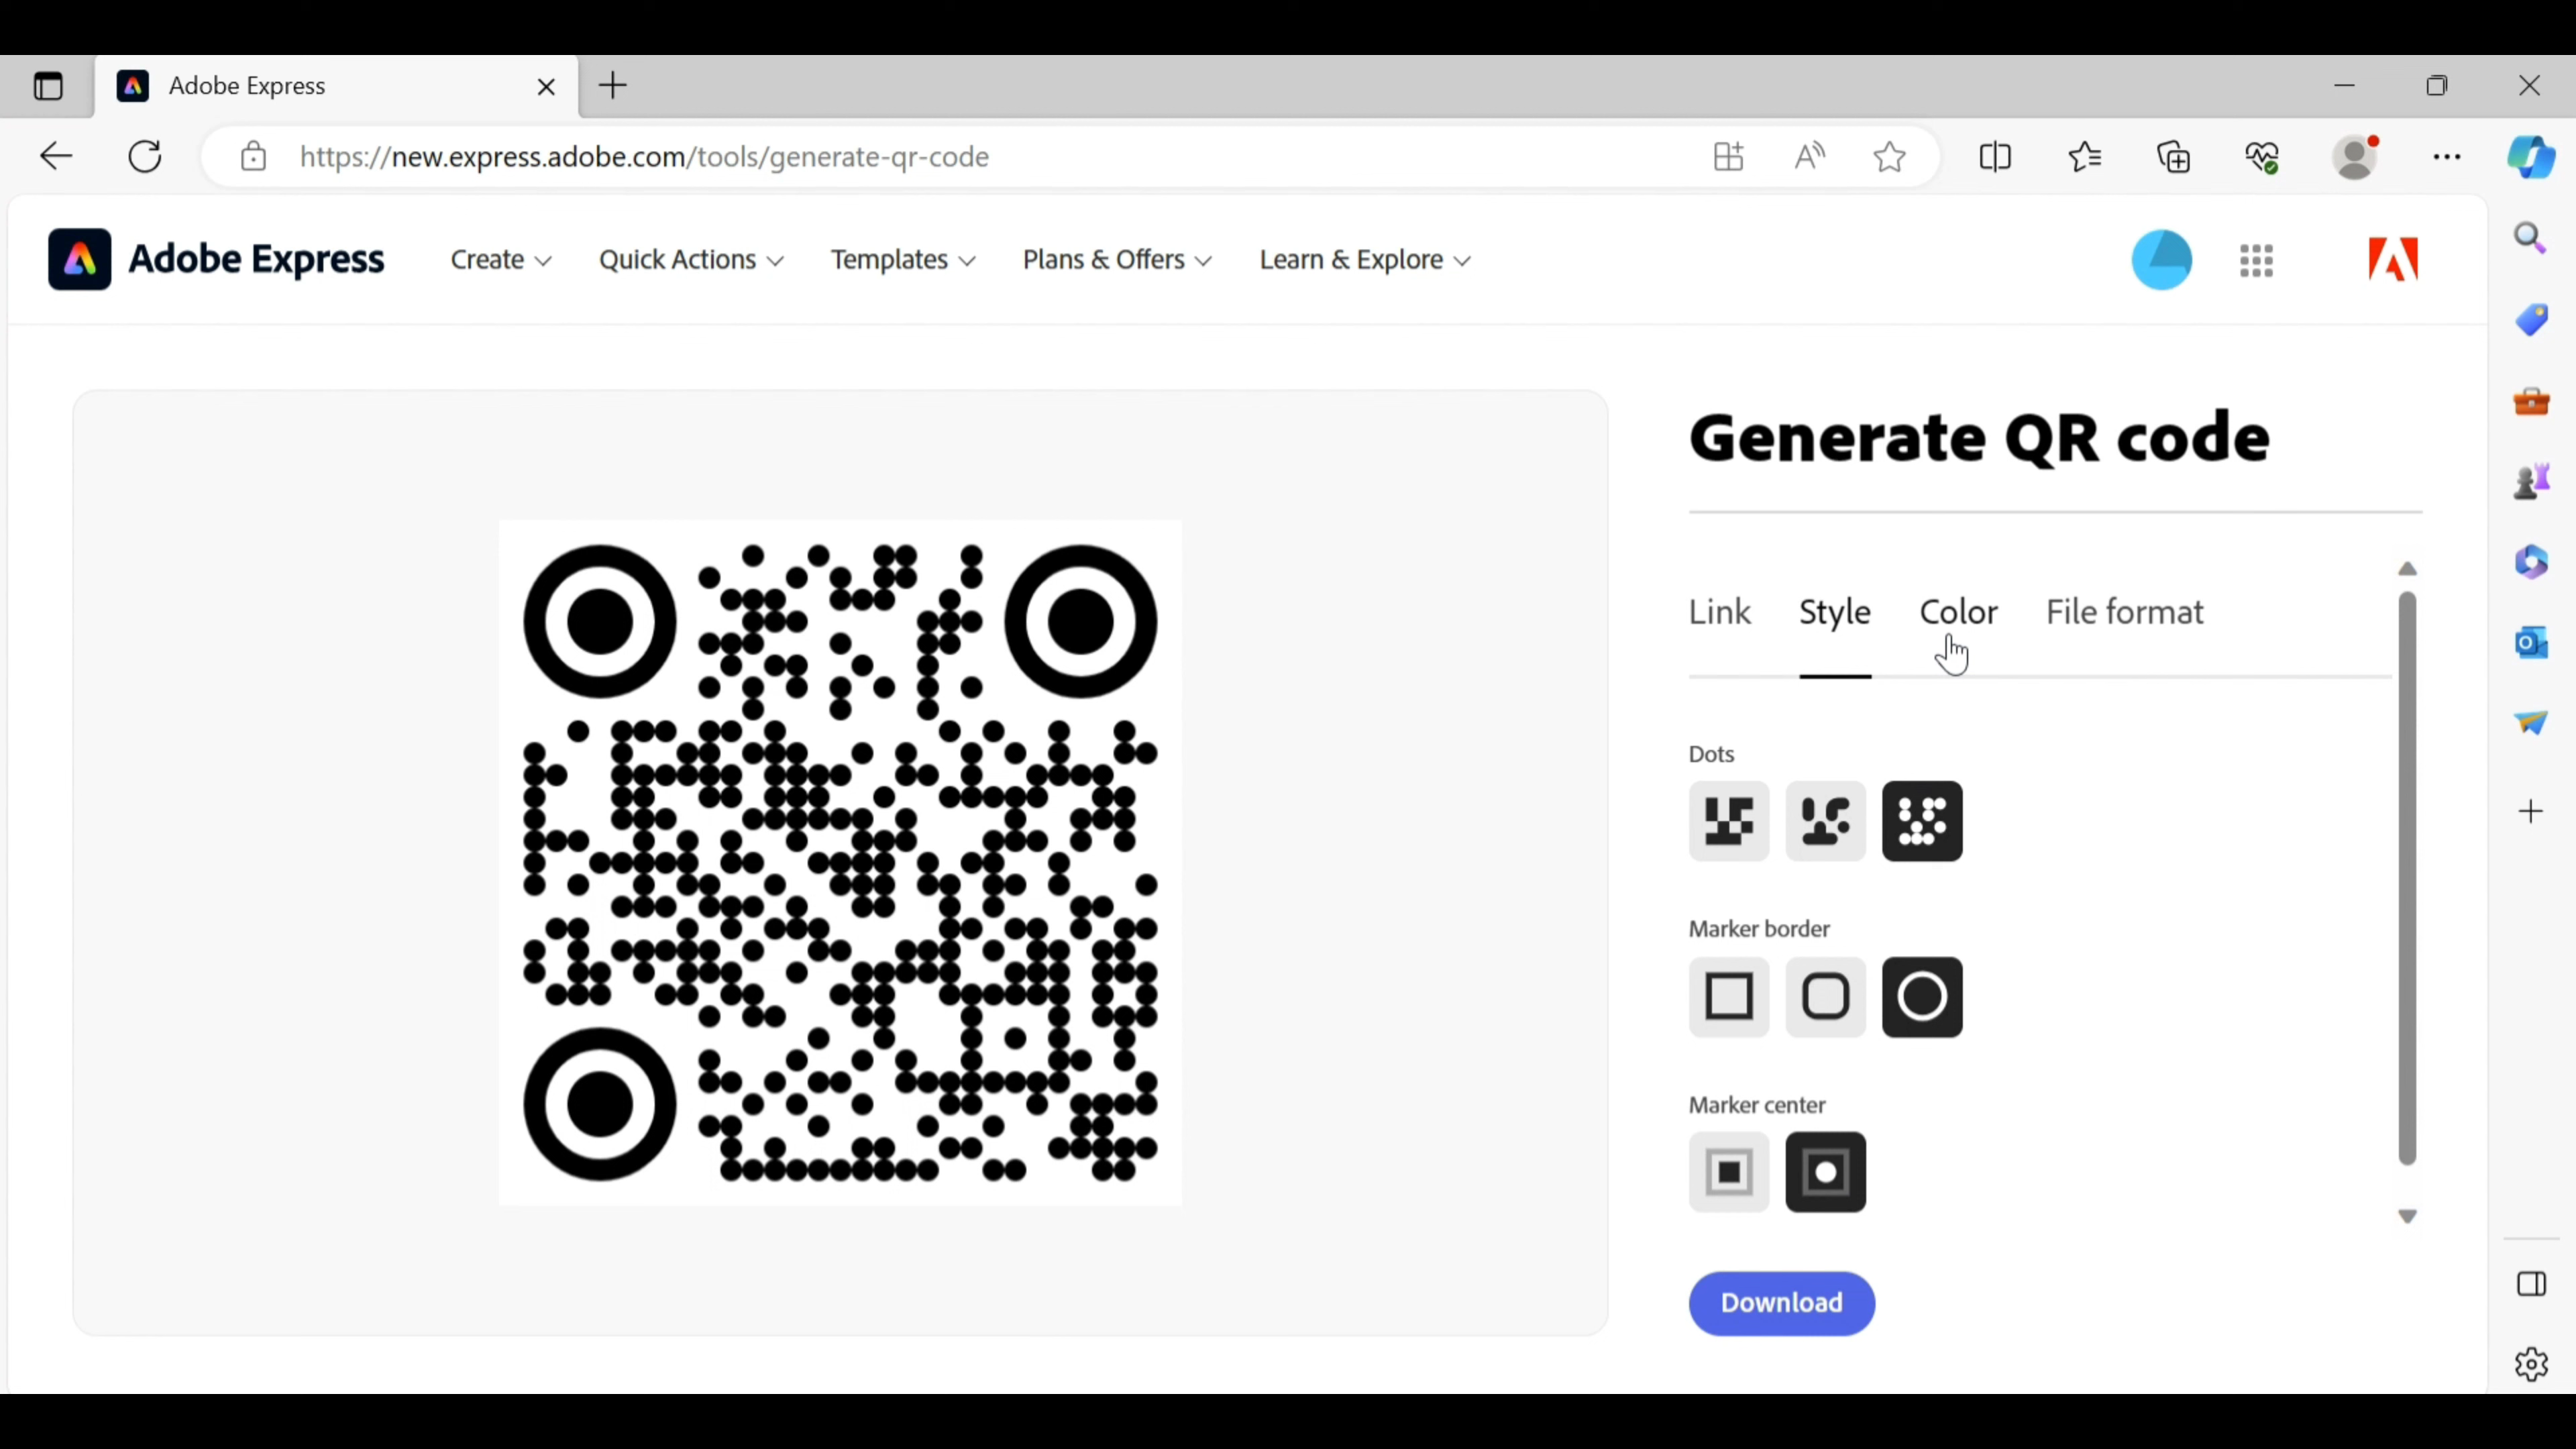 Adobe Express
https://new.express.adobe.com/tools/generate-qr-code
Adobe Express Create Quick Actions Templates Plans & Offers Learn & Explore
Generate QR code
Link Style Color File format
Dots
Marker border
Marker center
Download